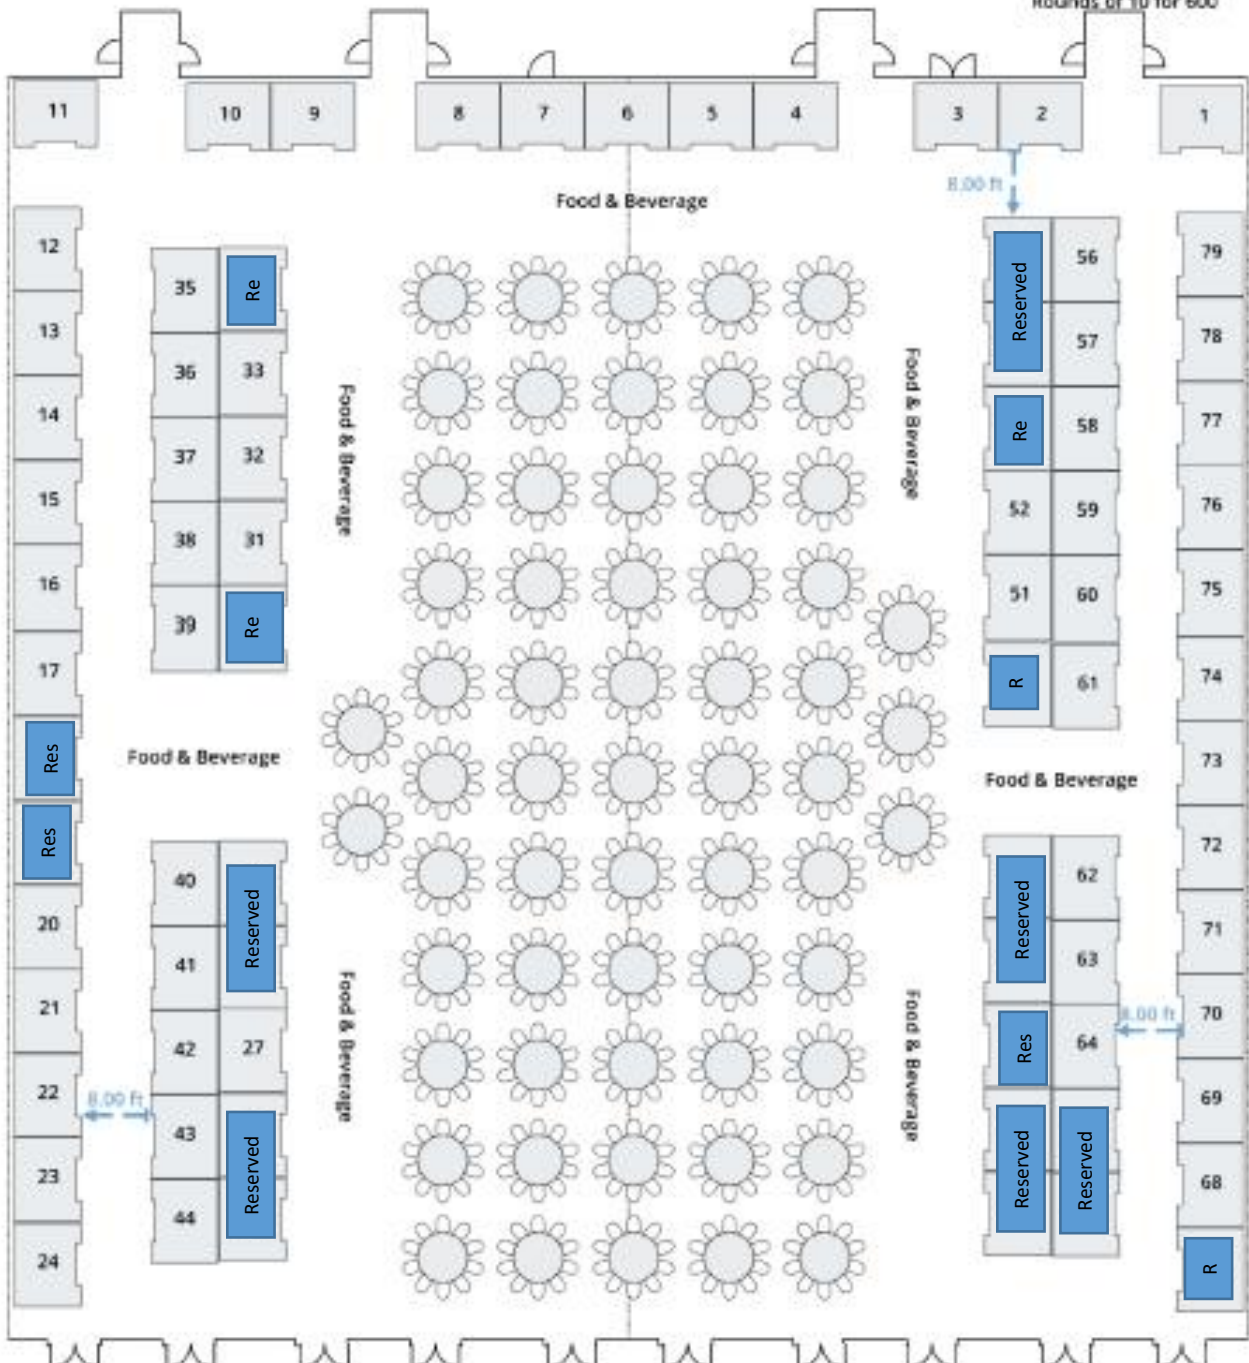 Rounds of 10 for 600
11
10
9
8
7
6
5
4
3
2
1
8.00 ft
Food & Beverage
12
13
14
15
16
17
Res
Res
20
21
22
23
24
35
Re
36
33
37
32
38
31
39
Re
Food & Beverage
Food & Beverage
40
Reserved
41
42
27
43
Reserved
44
8.00 ft
Food & Beverage
Food & Beverage
Reserved
56
57
Re
58
52
59
51
60
R
61
Food & Beverage
Reserved
62
63
Res
64
Reserved
Reserved
8.00 ft
Food & Beverage
79
78
77
76
75
74
73
72
71
70
69
68
R